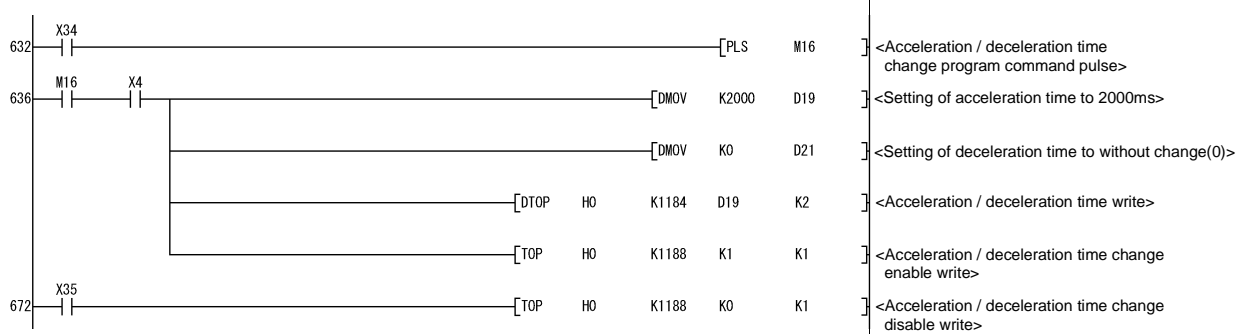 X34
632 [PLS M16 ] <Acceleration / deceleration time
change program command pulse>
M16 X4
636 [DMOV K2000 D19 ] <Setting of acceleration time to 2000ms>
[DMOV K0 D21 ] <Setting of deceleration time to without change(0)>
[DTOP H0 K1184 D19 K2 ] <Acceleration / deceleration time write>
[TOP H0 K1188 K1 K1 ] <Acceleration / deceleration time change
enable write>
X35
672 [TOP H0 K1188 K0 K1 ] <Acceleration / deceleration time change
disable write>